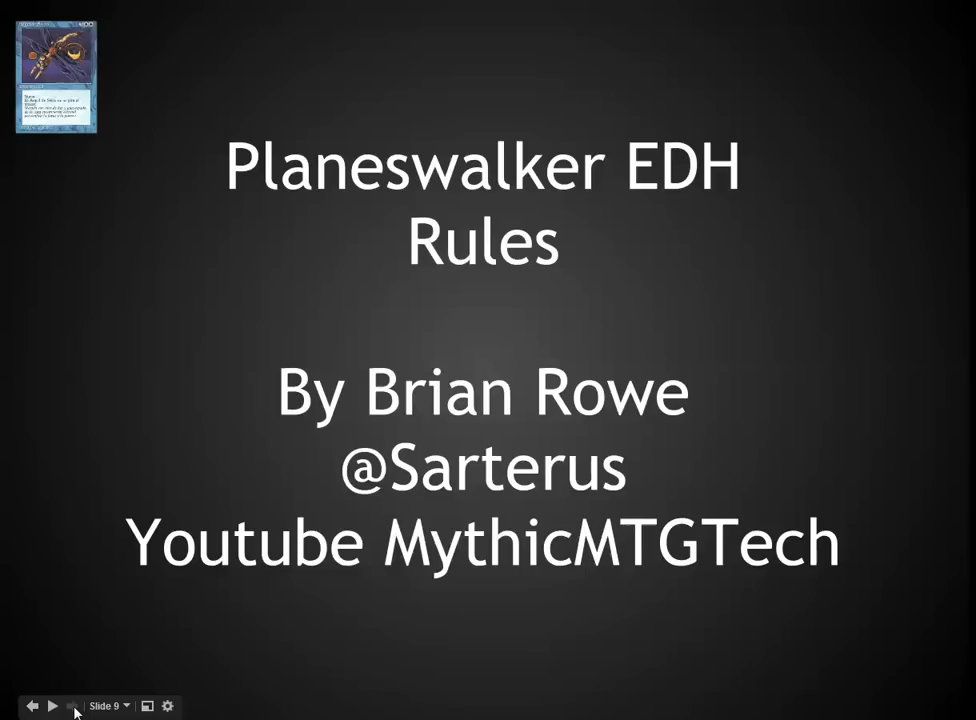 Planeswalker EDH
Rules
By Brian Rowe
@Sarterus
Youtube MythicMTGTech
Slide 9